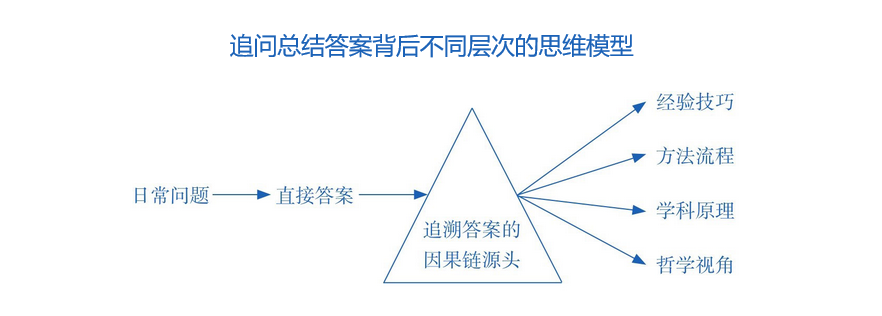 追问总结答案背后不同层次的思维模型
日常问题
直接答案
追溯答案的
因果链源头
经验技巧
方法流程
学科原理
哲学视角